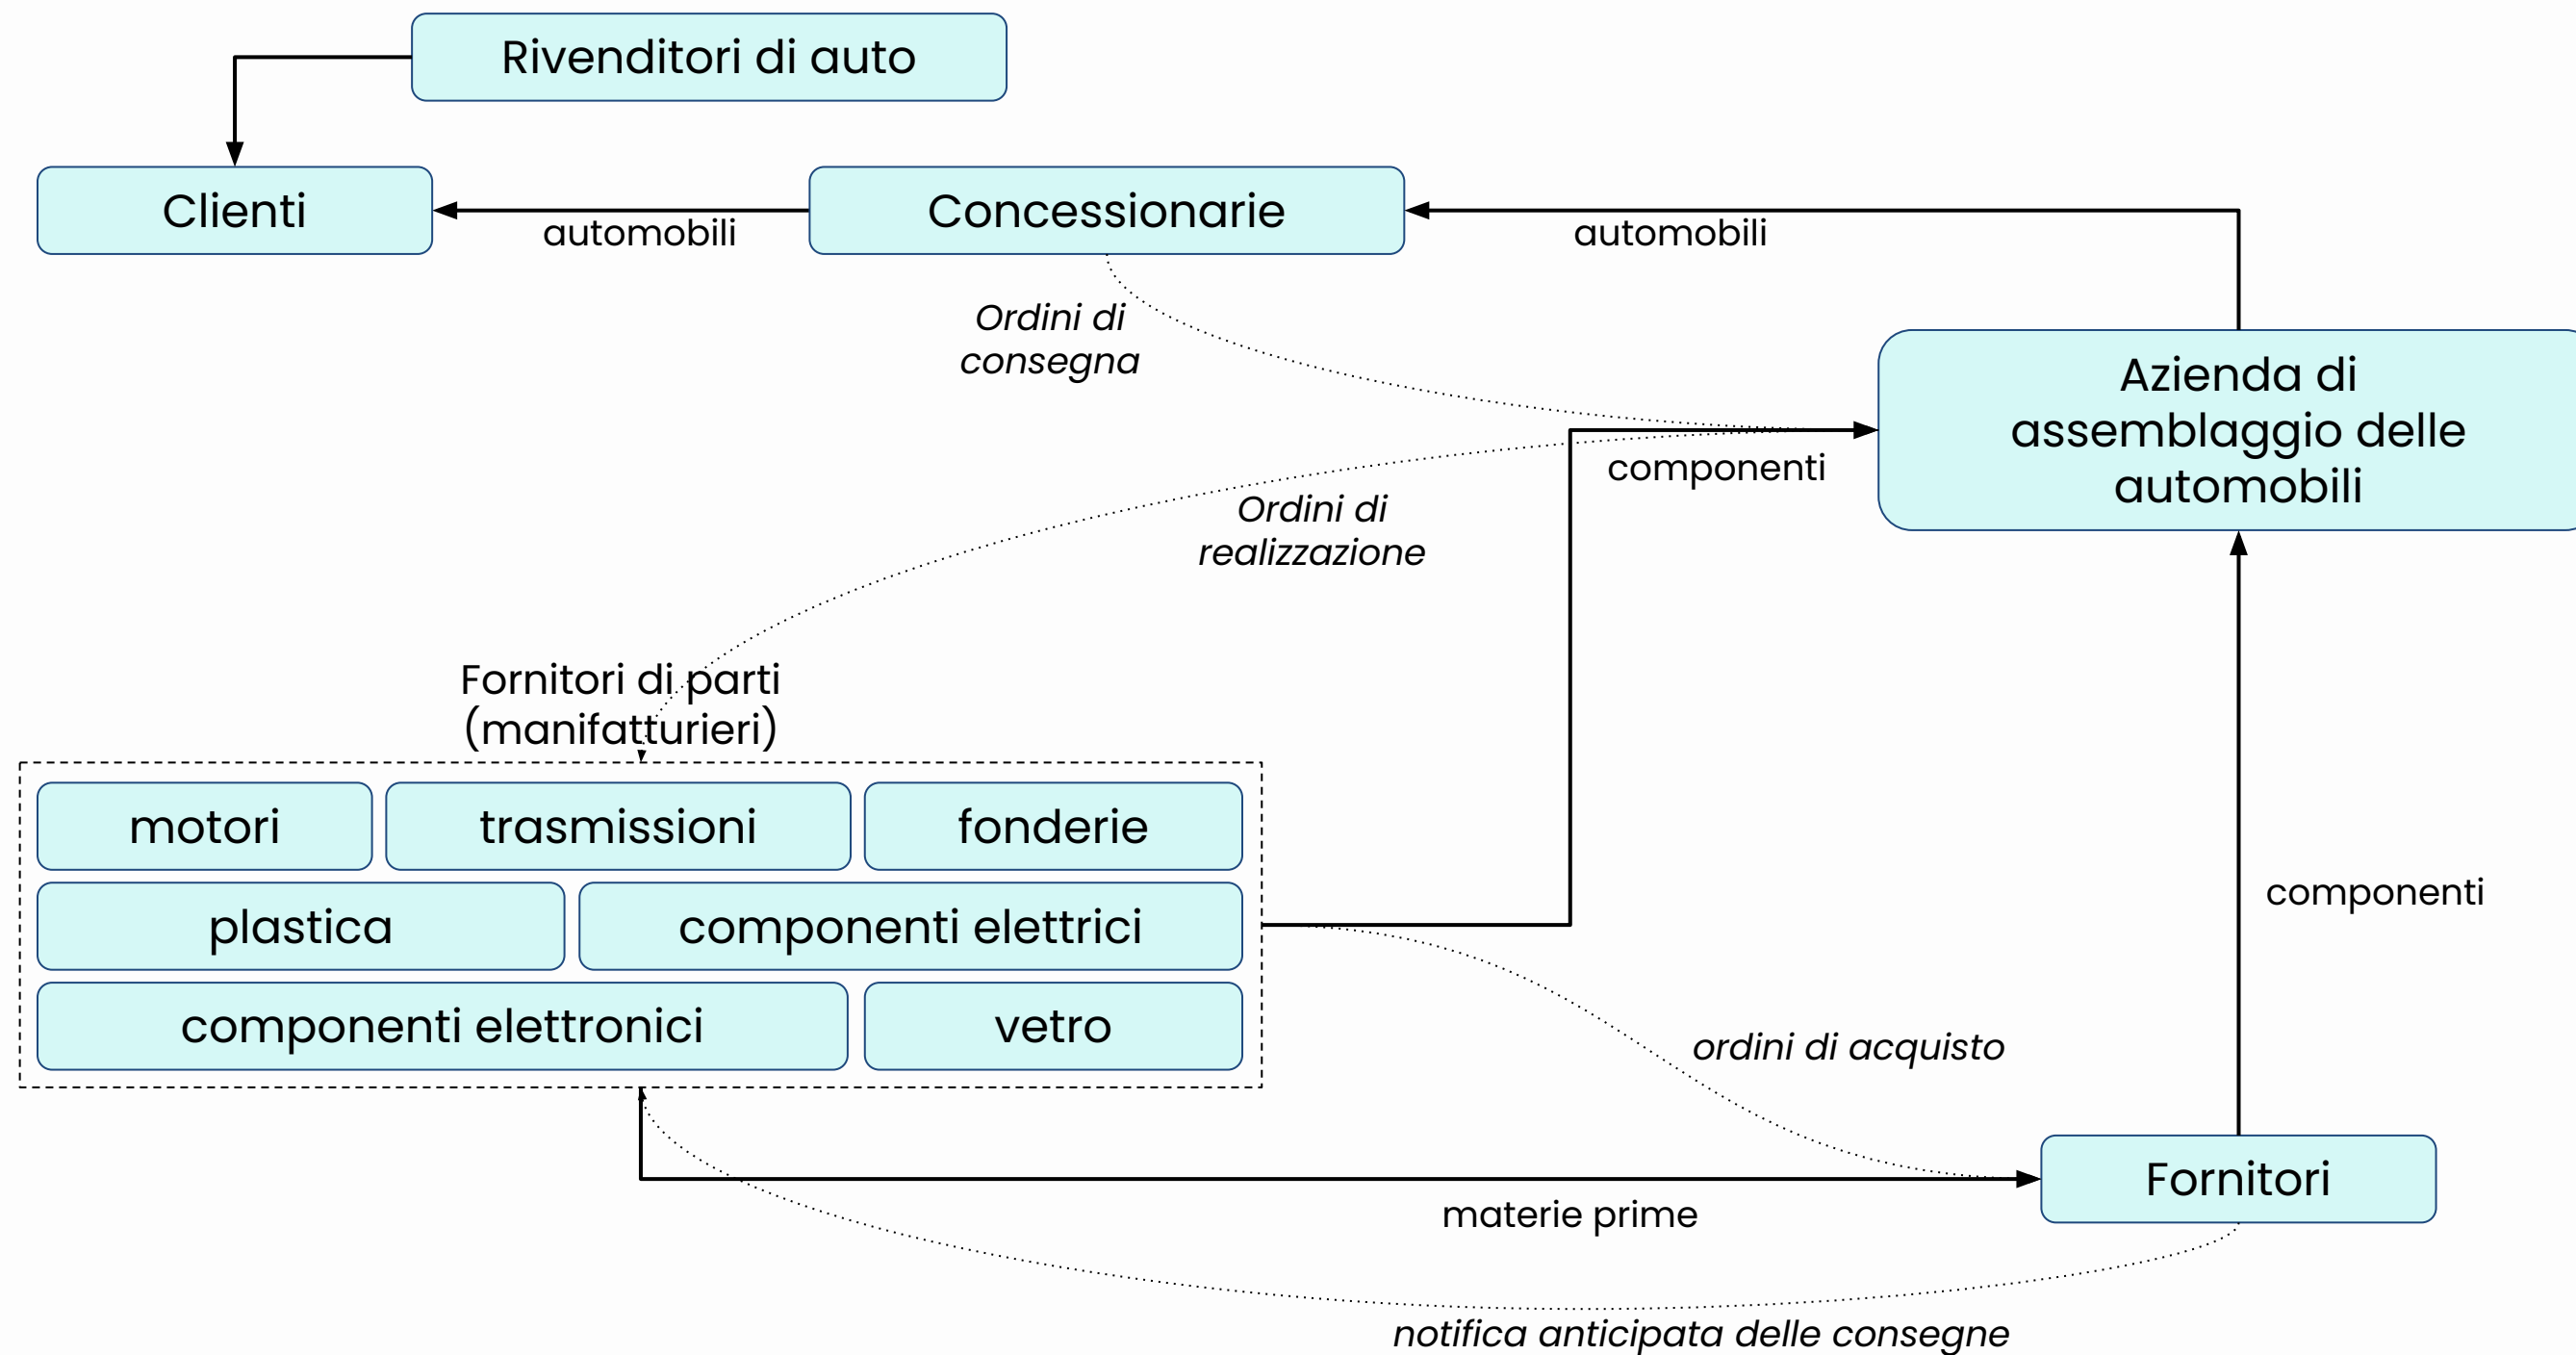 Rivenditori di auto
Clienti
automobili
Concessionarie
automobili
Ordini di
consegna
Azienda di
assemblaggio delle
automobili
componenti
Ordini di
realizzazione
Fornitori di parti
(manifatturieri)
motori
trasmissioni
fonderie
plastica
componenti elettrici
componenti elettronici
vetro
componenti
ordini di acquisto
Fornitori
materie prime
notifica anticipata delle consegne